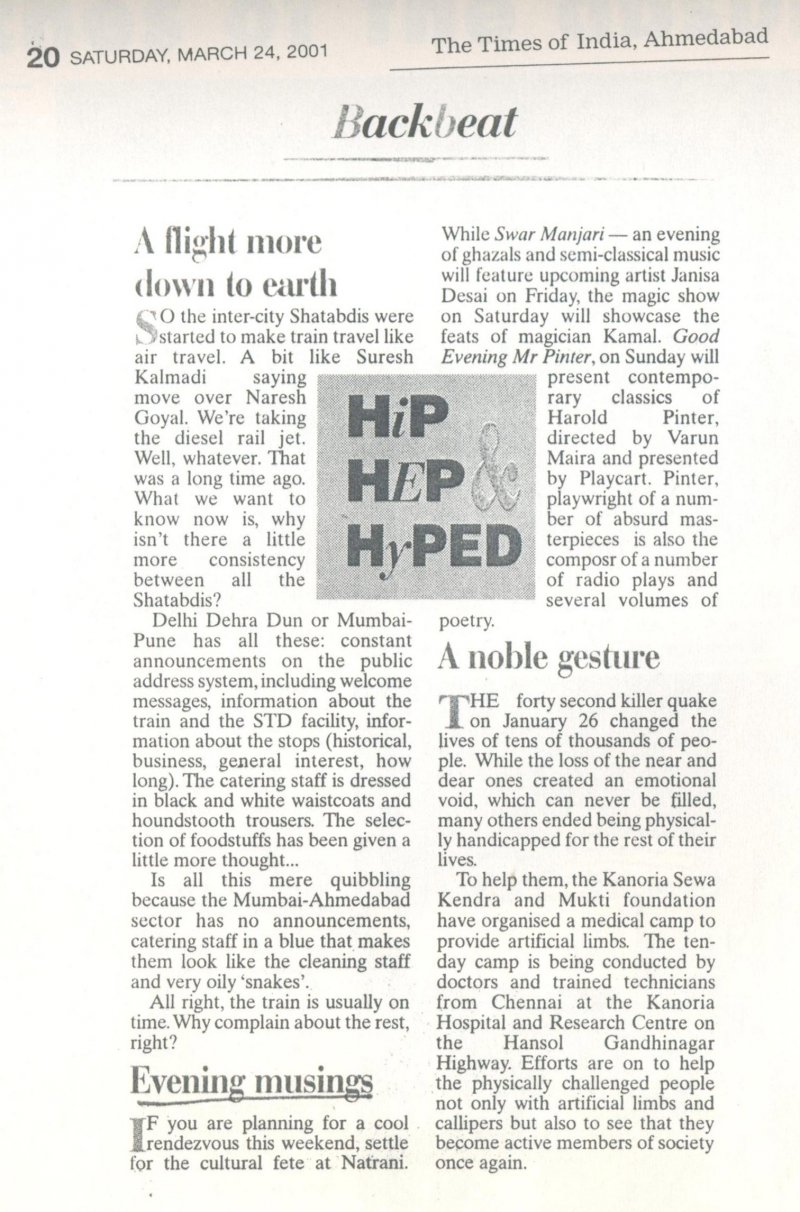 20 SATURDAY, MARCH 24, 2001
The Times of India, Ahmedabad
Backbeat
A flight more
down to earth
SO the inter-city Shatabdis were
started to make train travel like
air travel. A bit like Suresh
Kalmadi saying
move over Naresh
Goyal. We're taking
the diesel rail jet.
Well, whatever. That
was a long time ago.
What we want to
know now is, why
isn't there a little
more consistency
between all the
Shatabdis?
Delhi Dehra Dun or Mumbai-
Pune has all these: constant
announcements on the public
address system, including welcome
messages, information about the
train and the STD facility, infor-
mation about the stops (historical,
business, general interest, how
long). The catering staff is dressed
in black and white waistcoats and
houndstooth trousers. The selec-
tion of foodstuffs has been given a
little more thought...
Is all this mere quibbling
because the Mumbai-Ahmedabad
sector has no announcements,
catering staff in a blue that makes
them look like the cleaning staff
and very oily 'snakes'.
All right, the train is usually on
time. Why complain about the rest,
right?
Evening musings
IF you are planning for a cool
rendezvous this weekend, settle
for the cultural fete at Natrani.
While Swar Manjari — an evening
of ghazals and semi-classical music
will feature upcoming artist Janisa
Desai on Friday, the magic show
on Saturday will showcase the
feats of magician Kamal. Good
Evening Mr Pinter, on Sunday will
present contempo-
rary classics of
Harold Pinter,
directed by Varun
Maira and presented
by Playcart. Pinter,
playwright of a num-
ber of absurd mas-
terpieces is also the
composr of a number
of radio plays and
several volumes of
poetry.
HiP
HEP &
HyPED
A noble gesture
THE forty second killer quake
on January 26 changed the
lives of tens of thousands of peo-
ple. While the loss of the near and
dear ones created an emotional
void, which can never be filled,
many others ended being physical-
ly handicapped for the rest of their
lives.
To help them, the Kanoria Sewa
Kendra and Mukti foundation
have organised a medical camp to
provide artificial limbs. The ten-
day camp is being conducted by
doctors and trained technicians
from Chennai at the Kanoria
Hospital and Research Centre on
the Hansol Gandhinagar
Highway. Efforts are on to help
the physically challenged people
not only with artificial limbs and
callipers but also to see that they
become active members of society
once again.